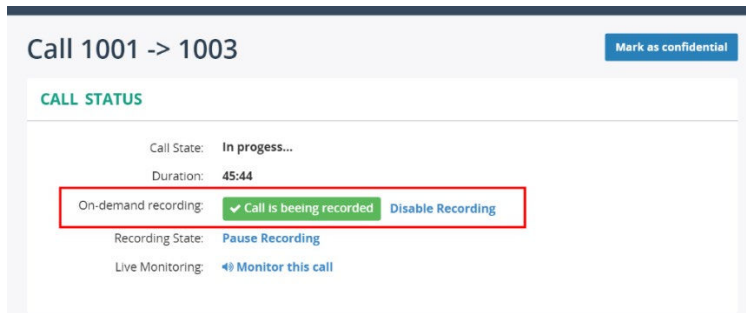 Call 1001 -> 1003
Mark as confidential
CALL STATUS
Call State: In progess...
Duration: 45:44
On-demand recording: Call is beeing recorded Disable Recording
Recording State: Pause Recording
Live Monitoring: Monitor this call